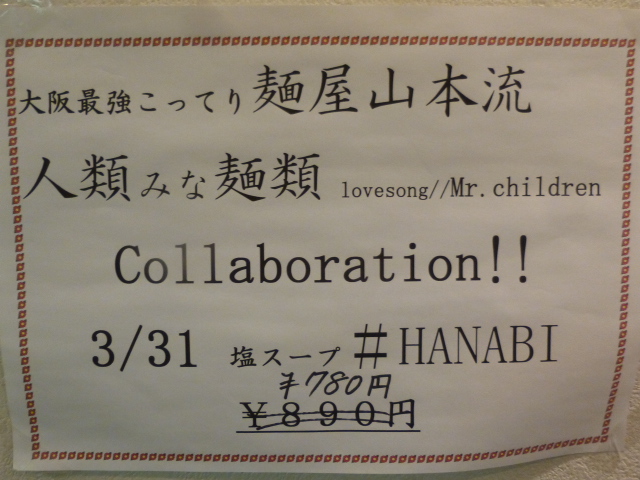 大阪最強こってり麺屋山本流
人類みな麺類 lovesong//Mr.children
Collaboration!!
3/31 塩スープ #HANABI
¥780円
¥890円